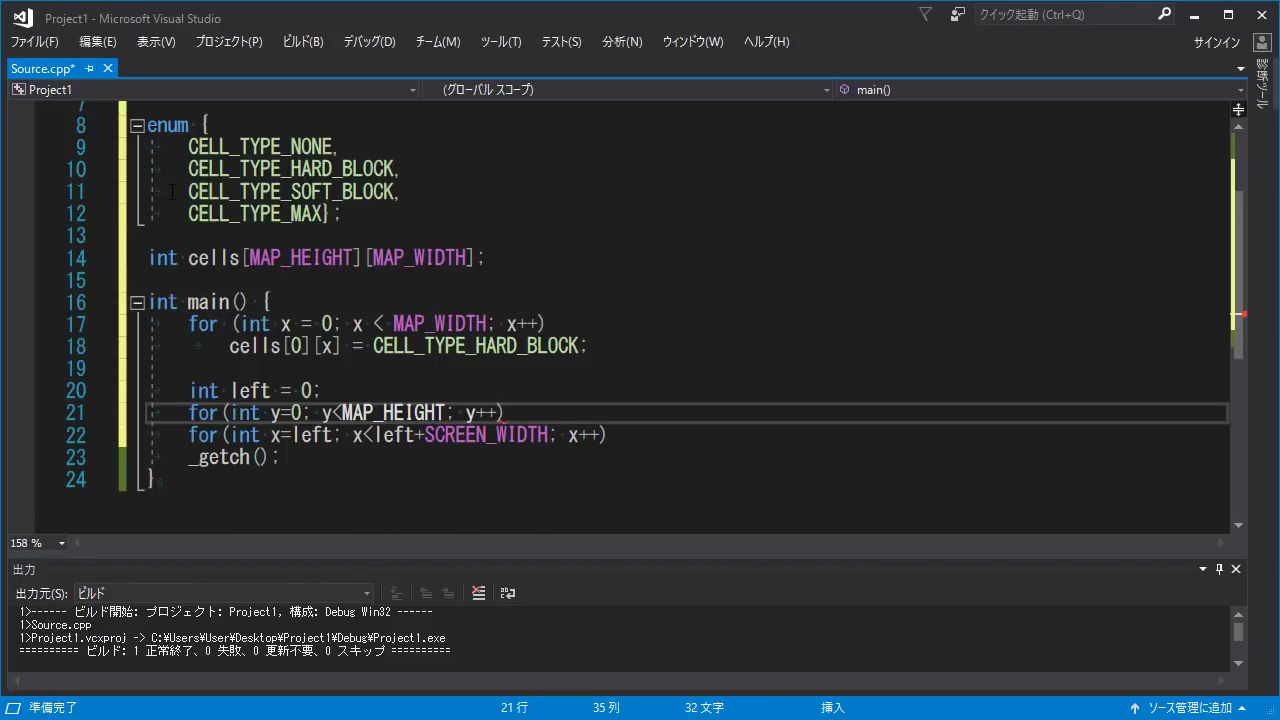 Project1 - Microsoft Visual Studio
クイック起動 (Ctrl+Q)
ファイル(F) 編集(E) 表示(V) プロジェクト(P) ビルド(B) デバッグ(D) チーム(M) ツール(T) テスト(S) 分析(N) ウィンドウ(W) ヘルプ(H) サインイン
Source.cpp*
診断ツール
Project1 (グローバル スコープ) main()
7
8 enum {
9 CELL_TYPE_NONE,
10 CELL_TYPE_HARD_BLOCK,
11 CELL_TYPE_SOFT_BLOCK,
12 CELL_TYPE_MAX};
13
14 int cells[MAP_HEIGHT][MAP_WIDTH];
15
16 int main() {
17 for (int x = 0; x < MAP_WIDTH; x++)
18 cells[0][x] = CELL_TYPE_HARD_BLOCK;
19
20 int left = 0;
21 for(int y=0; y<MAP_HEIGHT; y++)
22 for(int x=left; x<left+SCREEN_WIDTH; x++)
23 _getch();
24 }
158 %
出力
出力元(S): ビルド
1>------ ビルド開始: プロジェクト: Project1, 構成: Debug Win32 ------
1>Source.cpp
1>Project1.vcxproj -> C:¥Users¥User¥Desktop¥Project1¥Debug¥Project1.exe
========== ビルド: 1 正常終了、0 失敗、0 更新不要、0 スキップ ==========
準備完了 21 行 35 列 32 文字 挿入 ソース管理に追加